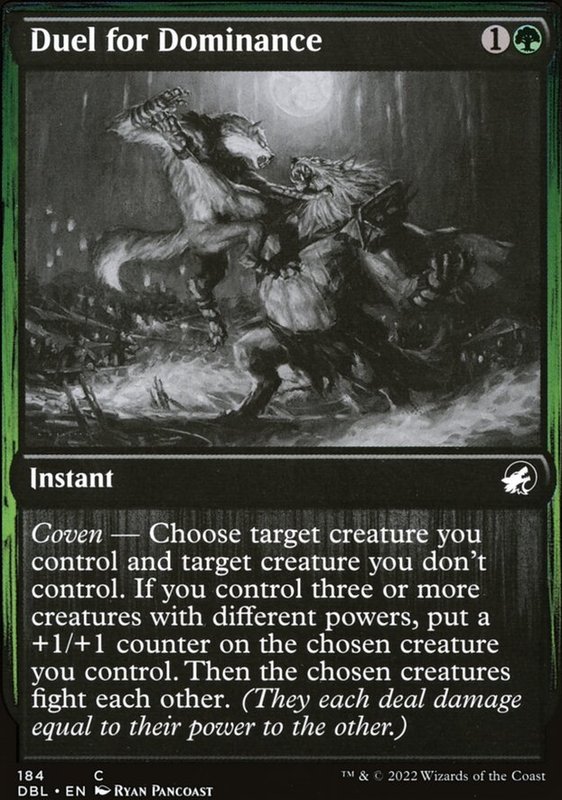 Duel for Dominance 1
Instant
Coven — Choose target creature you
control and target creature you don't
control. If you control three or more
creatures with different powers, put a
+1/+1 counter on the chosen creature
you control. Then the chosen creatures
fight each other. (They each deal damage
equal to their power to the other.)
184 C
DBL • EN Ryan Pancoast
™ & © 2022 Wizards of the Coast